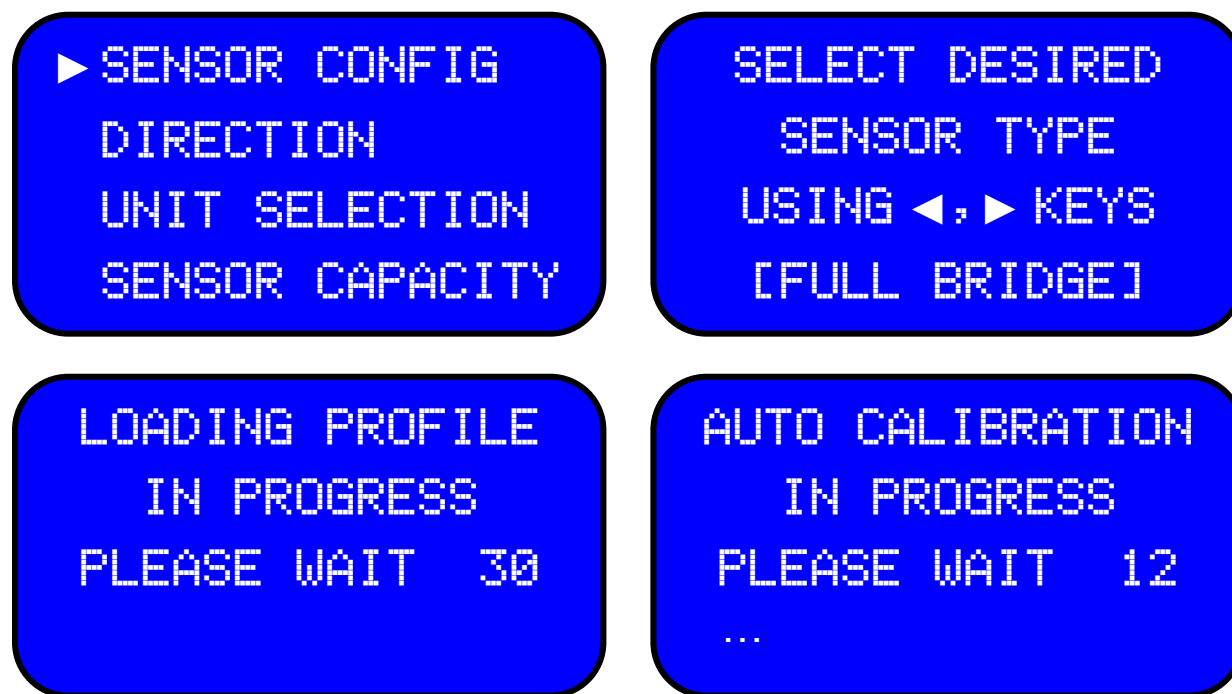 ▶ SENSOR CONFIG
DIRECTION
UNIT SELECTION
SENSOR CAPACITY
SELECT DESIRED
SENSOR TYPE
USING ◀,▶ KEYS
[FULL BRIDGE]
LOADING PROFILE
IN PROGRESS
PLEASE WAIT 30
AUTO CALIBRATION
IN PROGRESS
PLEASE WAIT 12
...